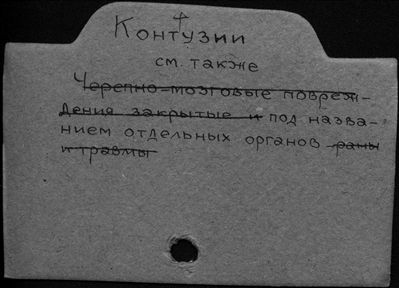 Контузии
см. также
Черепно-мозговые повреж-
дения закрытые и под назва-
нием отдельных органов раны
и травмы